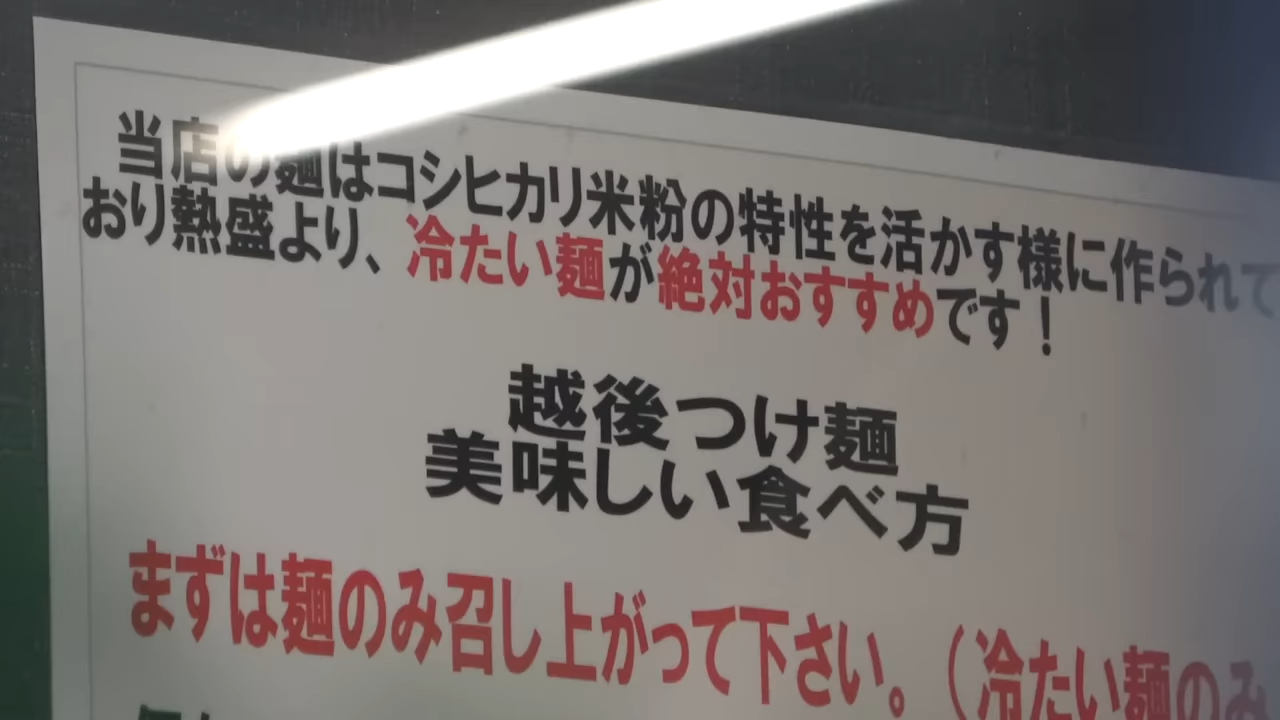 当店の麺はコシヒカリ米粉の特性を活かす様に作られて
おり熱盛より、冷たい麺が絶対おすすめです！
越後つけ麺
美味しい食べ方
まずは麺のみ召し上がって下さい。（冷たい麺のみ